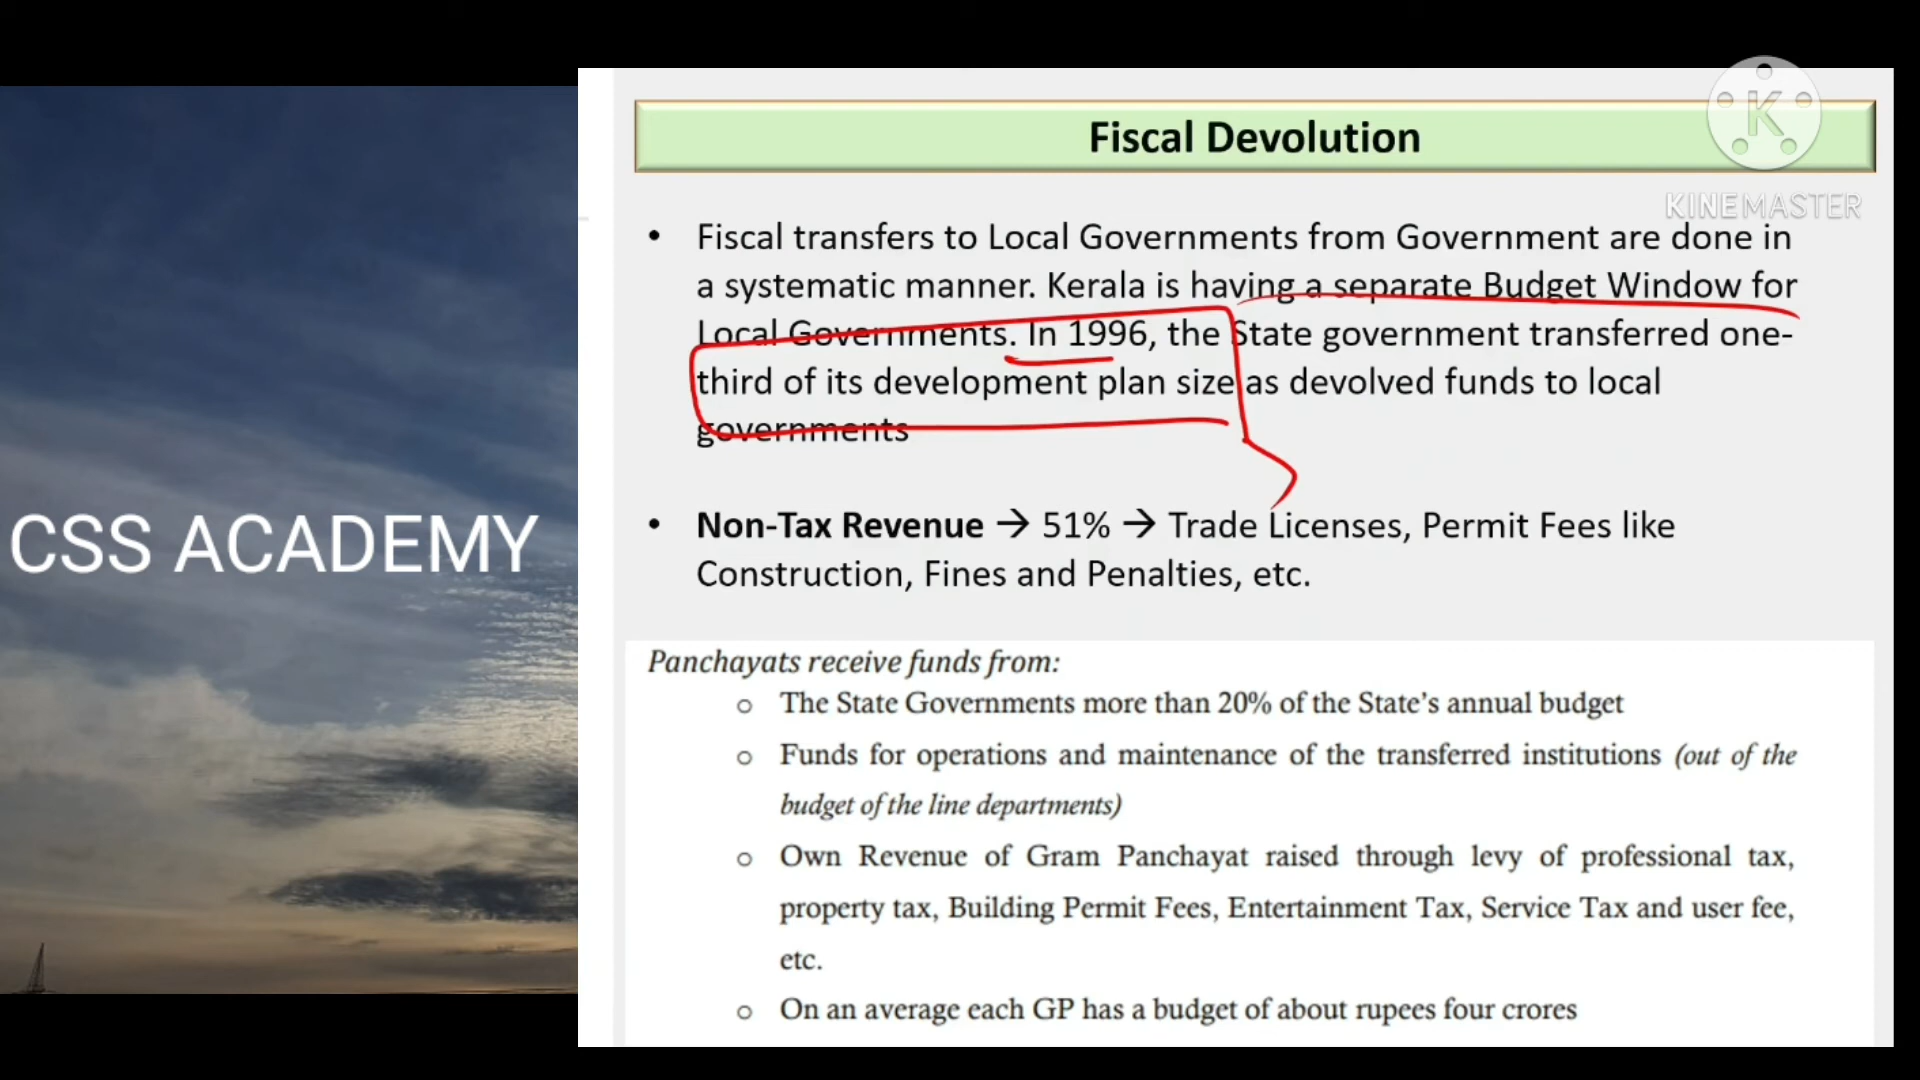 CSS ACADEMY
Fiscal Devolution
K
KINEMASTER
• Fiscal transfers to Local Governments from Government are done in
a systematic manner. Kerala is having a separate Budget Window for
Local Governments. In 1996, the State government transferred one-
third of its development plan size as devolved funds to local
governments
• Non-Tax Revenue → 51% → Trade Licenses, Permit Fees like
Construction, Fines and Penalties, etc.
Panchayats receive funds from:
o The State Governments more than 20% of the State's annual budget
o Funds for operations and maintenance of the transferred institutions (out of the
budget of the line departments)
o Own Revenue of Gram Panchayat raised through levy of professional tax,
property tax, Building Permit Fees, Entertainment Tax, Service Tax and user fee,
etc.
o On an average each GP has a budget of about rupees four crores